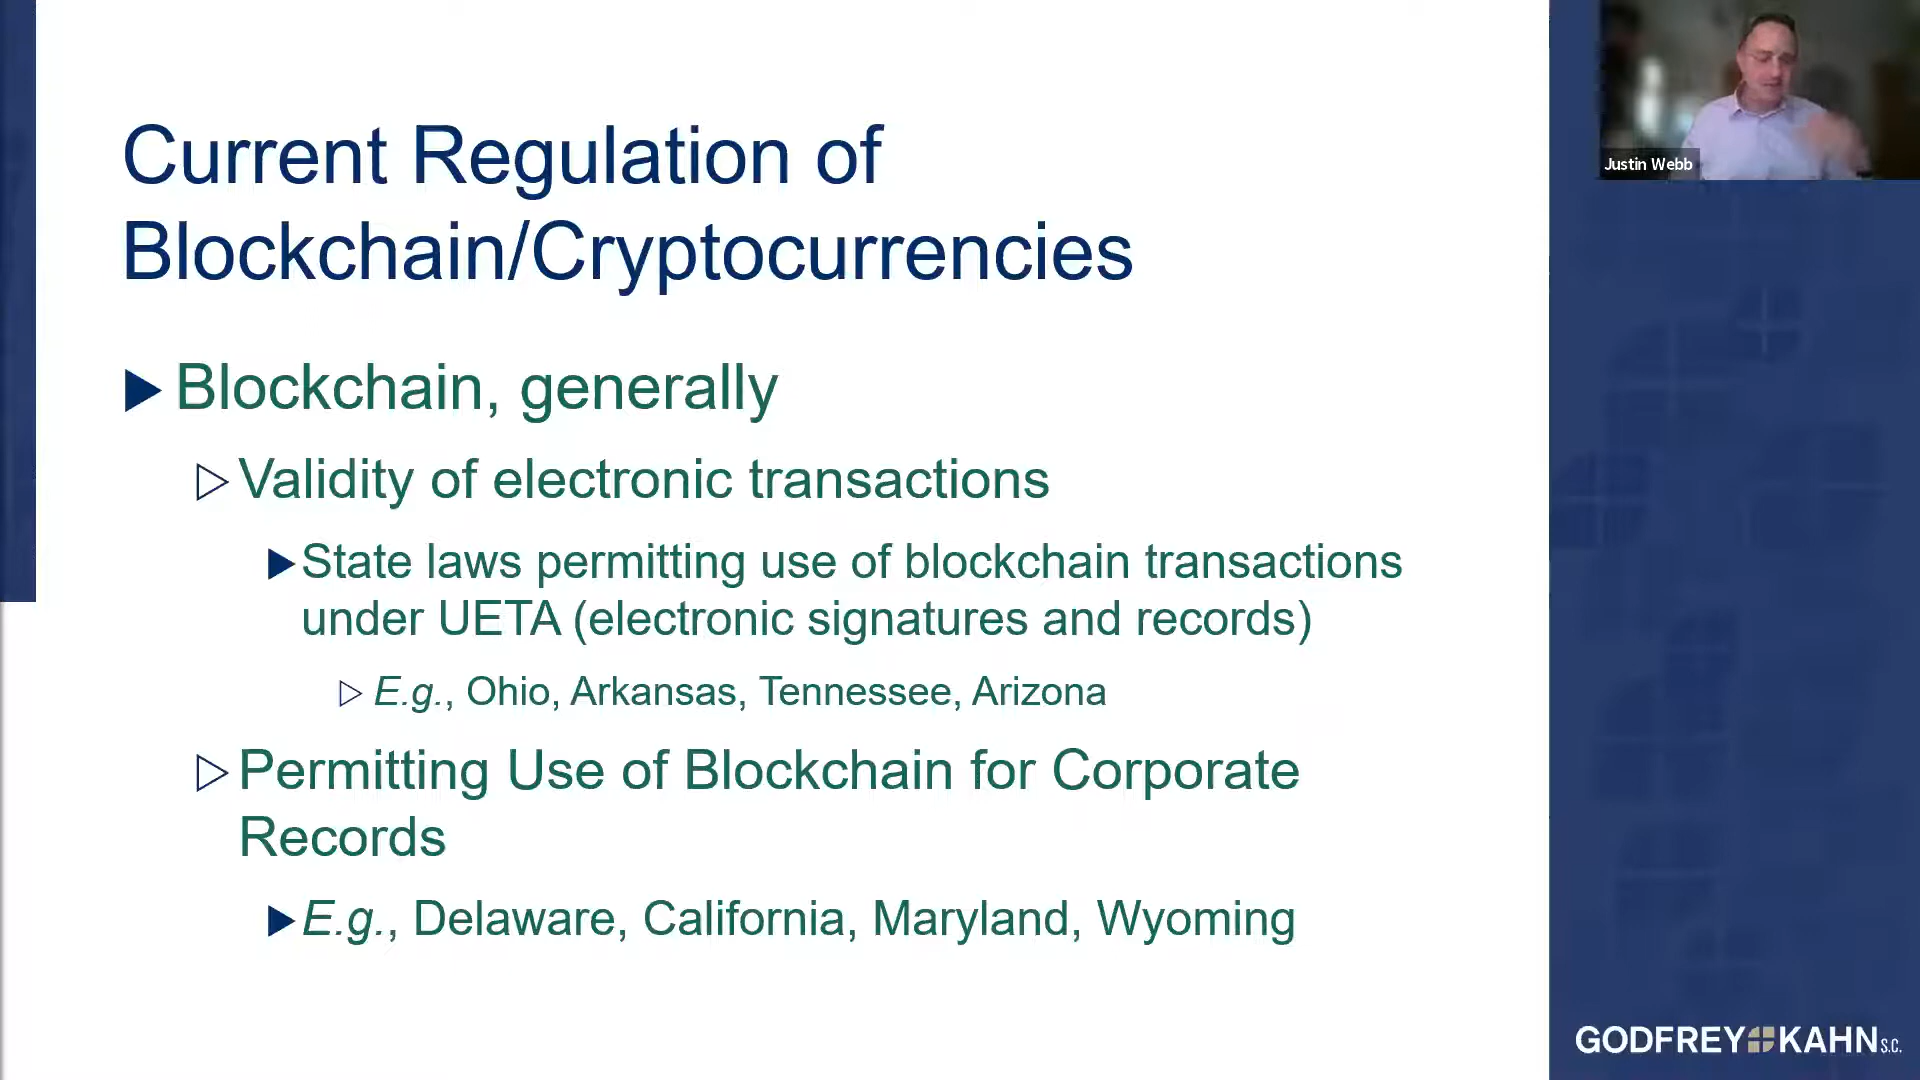 Current Regulation of
Blockchain/Cryptocurrencies
Blockchain, generally
Validity of electronic transactions
State laws permitting use of blockchain transactions
under UETA (electronic signatures and records)
E.g., Ohio, Arkansas, Tennessee, Arizona
Permitting Use of Blockchain for Corporate
Records
E.g., Delaware, California, Maryland, Wyoming
Justin Webb
GODFREY KAHN S.C.